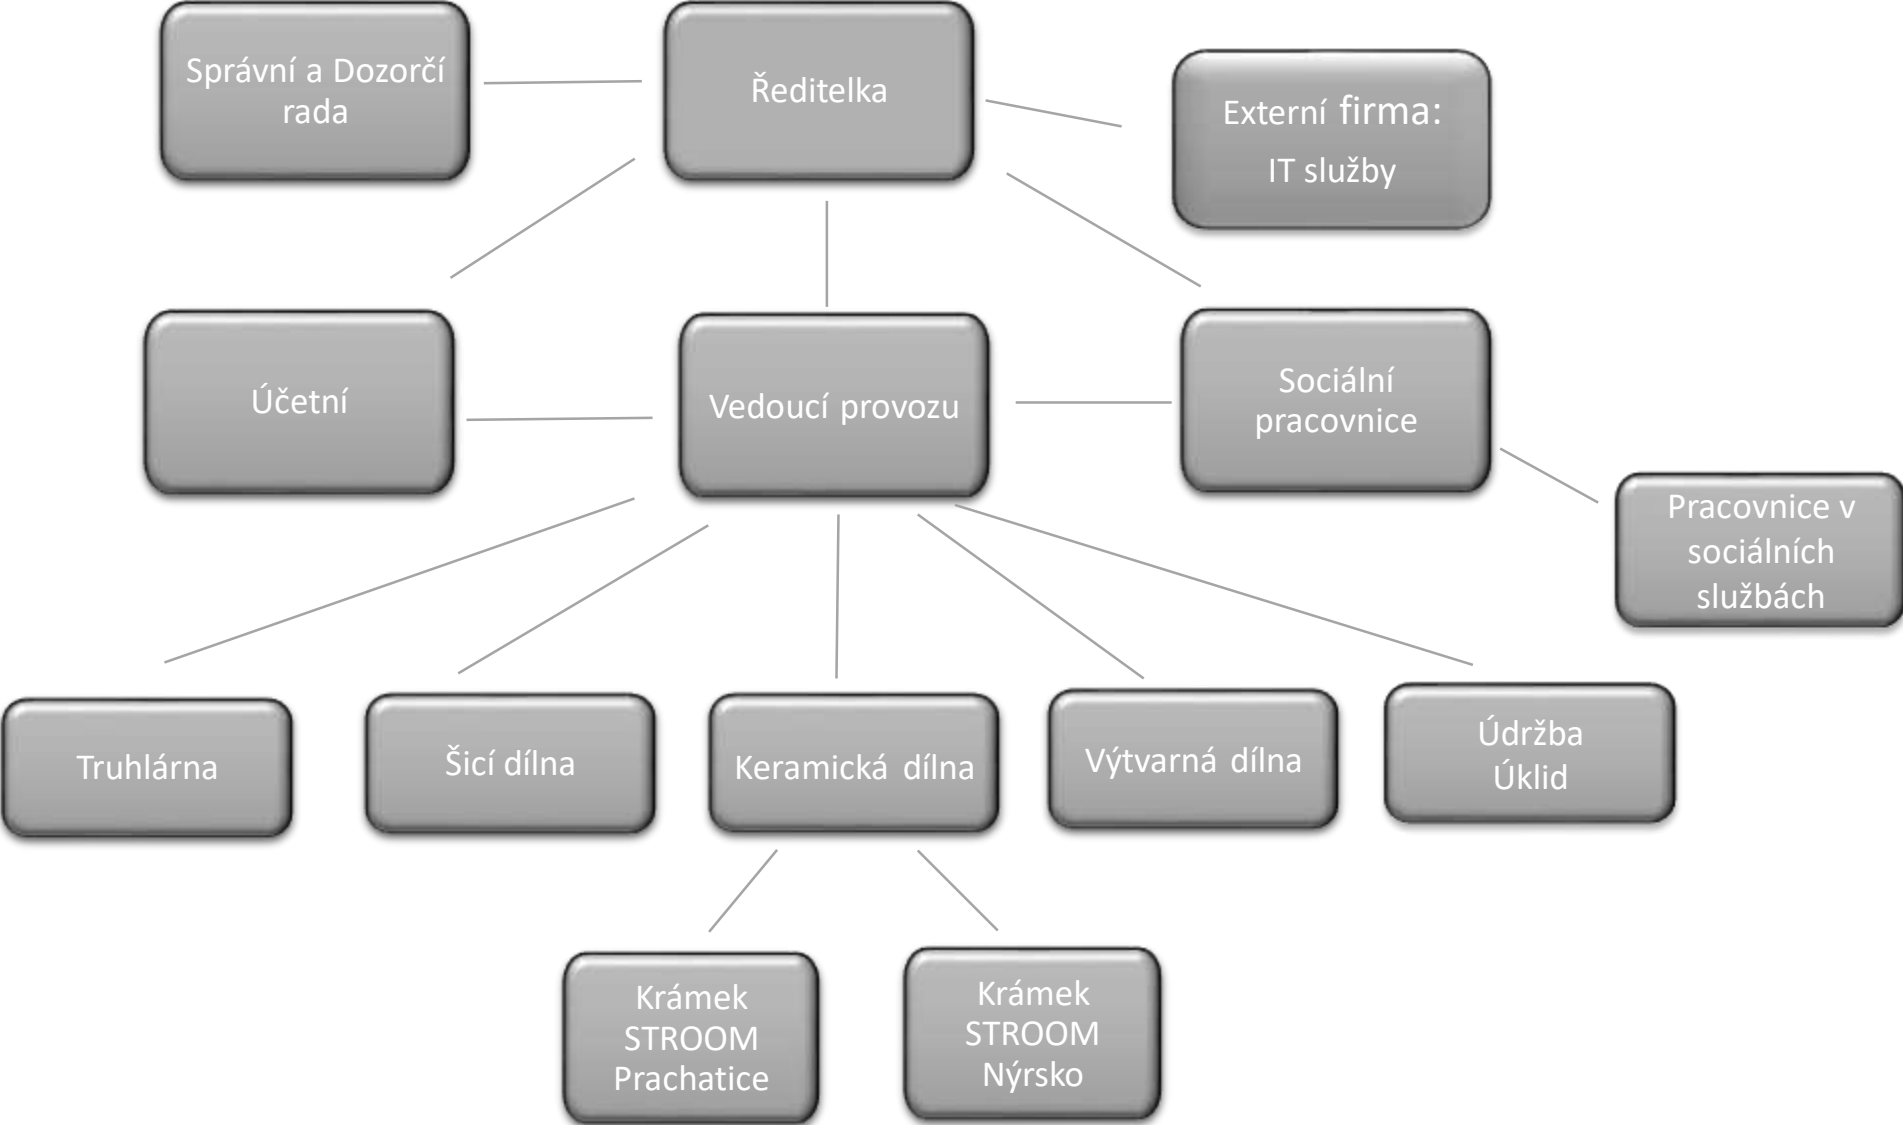 Správní a Dozorčí
rada
Ředitelka
Externí firma:
IT služby
Účetní
Vedoucí provozu
Sociální
pracovnice
Pracovnice v
sociálních
službách
Truhlárna
Šicí dílna
Keramická dílna
Výtvarná dílna
Údržba
Úklid
Krámek
STROOM
Prachatice
Krámek
STROOM
Nýrsko